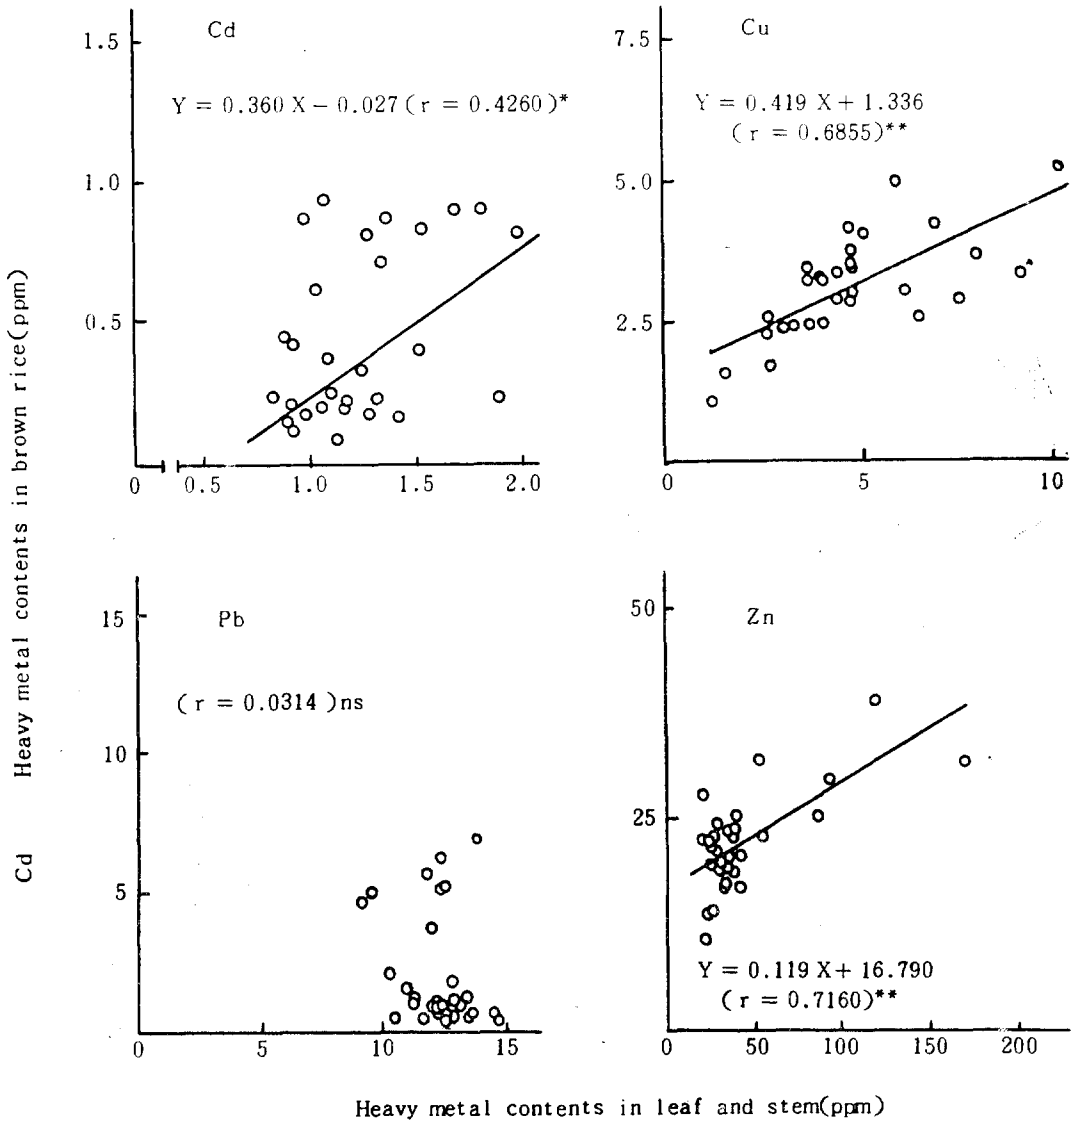 Cd
Y = 0.360 X − 0.027 ( r = 0.4260 )*
1.5
1.0
0.5
0
0.5
1.0
1.5
2.0
Cu
Y = 0.419 X + 1.336
( r = 0.6855)**
7.5
5.0
2.5
0
5
10
Pb
( r = 0.0314 )ns
15
10
5
0
5
10
15
Zn
50
25
Y = 0.119 X + 16.790
( r = 0.7160)**
0
50
100
150
200
Cd Heavy metal contents in brown rice(ppm)
Heavy metal contents in leaf and stem(ppm)